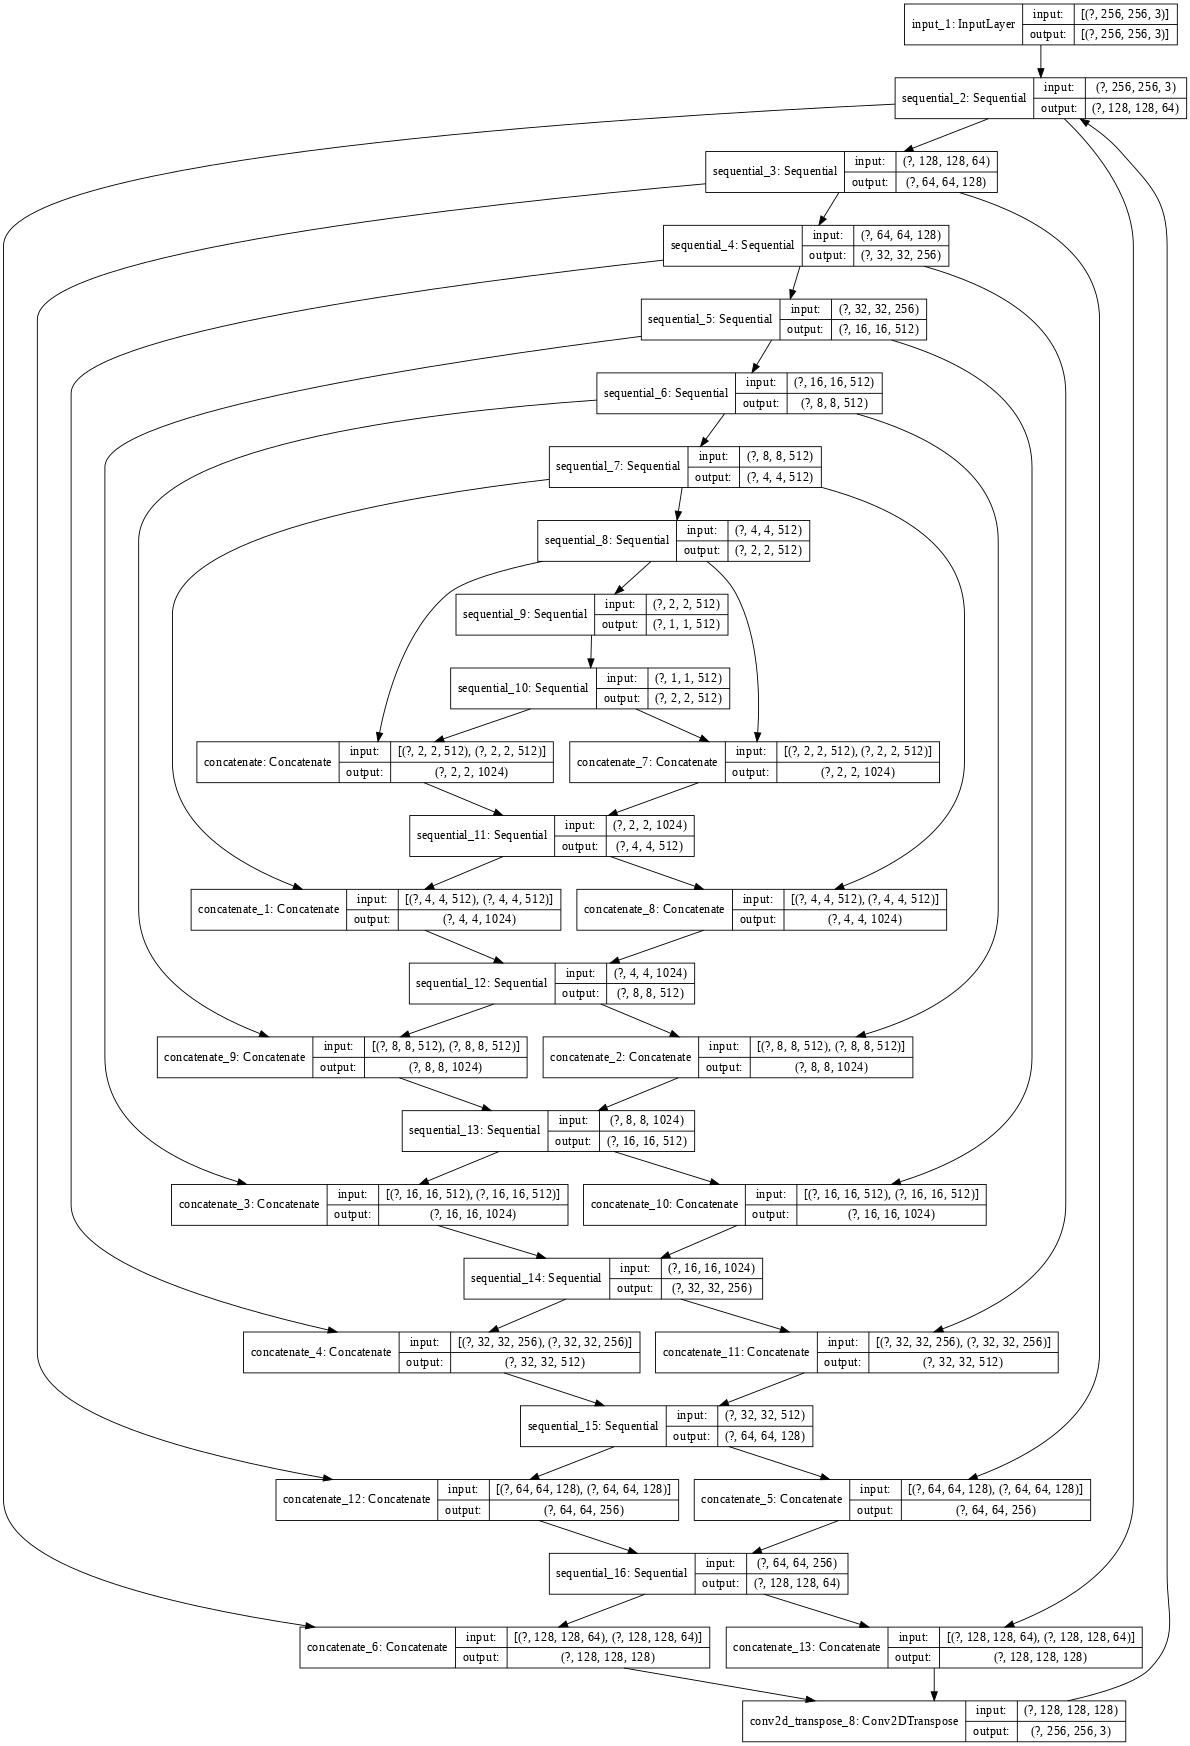 input_1: InputLayer
input: [(?, 256, 256, 3)]
output: [(?, 256, 256, 3)]
sequential_2: Sequential
input: (?, 256, 256, 3)
output: (?, 128, 128, 64)
sequential_3: Sequential
input: (?, 128, 128, 64)
output: (?, 64, 64, 128)
sequential_4: Sequential
input: (?, 64, 64, 128)
output: (?, 32, 32, 256)
sequential_5: Sequential
input: (?, 32, 32, 256)
output: (?, 16, 16, 512)
sequential_6: Sequential
input: (?, 16, 16, 512)
output: (?, 8, 8, 512)
sequential_7: Sequential
input: (?, 8, 8, 512)
output: (?, 4, 4, 512)
sequential_8: Sequential
input: (?, 4, 4, 512)
output: (?, 2, 2, 512)
sequential_9: Sequential
input: (?, 2, 2, 512)
output: (?, 1, 1, 512)
sequential_10: Sequential
input: (?, 1, 1, 512)
output: (?, 2, 2, 512)
concatenate: Concatenate
input: [(?, 2, 2, 512), (?, 2, 2, 512)]
output: (?, 2, 2, 1024)
concatenate_7: Concatenate
input: [(?, 2, 2, 512), (?, 2, 2, 512)]
output: (?, 2, 2, 1024)
sequential_11: Sequential
input: (?, 2, 2, 1024)
output: (?, 4, 4, 512)
concatenate_1: Concatenate
input: [(?, 4, 4, 512), (?, 4, 4, 512)]
output: (?, 4, 4, 1024)
concatenate_8: Concatenate
input: [(?, 4, 4, 512), (?, 4, 4, 512)]
output: (?, 4, 4, 1024)
sequential_12: Sequential
input: (?, 4, 4, 1024)
output: (?, 8, 8, 512)
concatenate_9: Concatenate
input: [(?, 8, 8, 512), (?, 8, 8, 512)]
output: (?, 8, 8, 1024)
concatenate_2: Concatenate
input: [(?, 8, 8, 512), (?, 8, 8, 512)]
output: (?, 8, 8, 1024)
sequential_13: Sequential
input: (?, 8, 8, 1024)
output: (?, 16, 16, 512)
concatenate_3: Concatenate
input: [(?, 16, 16, 512), (?, 16, 16, 512)]
output: (?, 16, 16, 1024)
concatenate_10: Concatenate
input: [(?, 16, 16, 512), (?, 16, 16, 512)]
output: (?, 16, 16, 1024)
sequential_14: Sequential
input: (?, 16, 16, 1024)
output: (?, 32, 32, 256)
concatenate_4: Concatenate
input: [(?, 32, 32, 256), (?, 32, 32, 256)]
output: (?, 32, 32, 512)
concatenate_11: Concatenate
input: [(?, 32, 32, 256), (?, 32, 32, 256)]
output: (?, 32, 32, 512)
sequential_15: Sequential
input: (?, 32, 32, 512)
output: (?, 64, 64, 128)
concatenate_12: Concatenate
input: [(?, 64, 64, 128), (?, 64, 64, 128)]
output: (?, 64, 64, 256)
concatenate_5: Concatenate
input: [(?, 64, 64, 128), (?, 64, 64, 128)]
output: (?, 64, 64, 256)
sequential_16: Sequential
input: (?, 64, 64, 256)
output: (?, 128, 128, 64)
concatenate_6: Concatenate
input: [(?, 128, 128, 64), (?, 128, 128, 64)]
output: (?, 128, 128, 128)
concatenate_13: Concatenate
input: [(?, 128, 128, 64), (?, 128, 128, 64)]
output: (?, 128, 128, 128)
conv2d_transpose_8: Conv2DTranspose
input: (?, 128, 128, 128)
output: (?, 256, 256, 3)